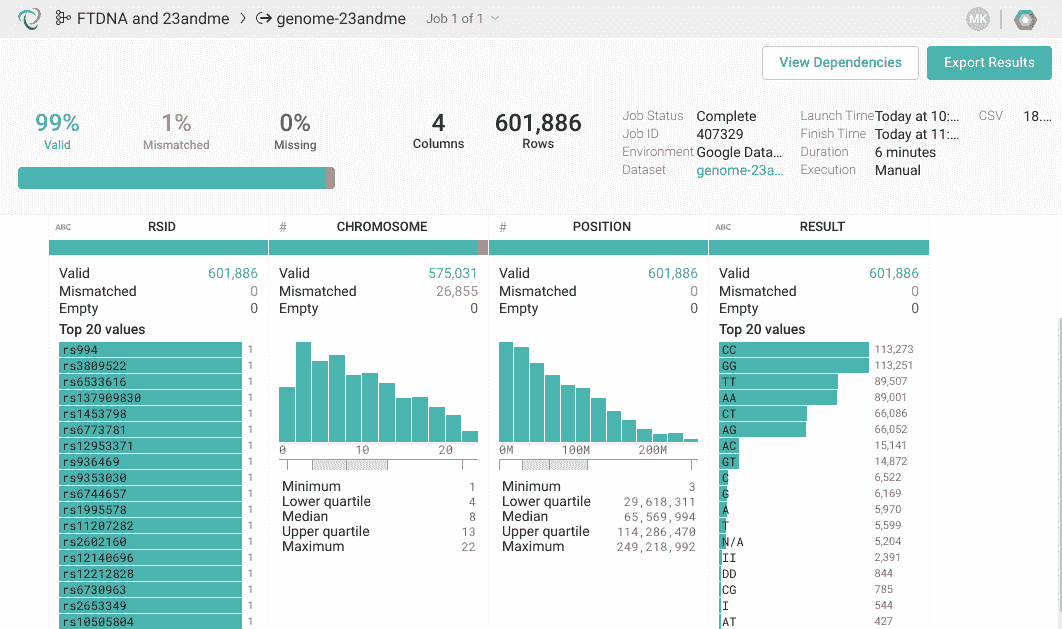 FTDNA and 23andme > genome-23andme Job 1 of 1
MK
View Dependencies Export Results
99% 1% 0% 4 601,886
Valid Mismatched Missing Columns Rows
Job Status Complete Launch Time Today at 10:... CSV 18....
Job ID 407329 Finish Time Today at 11:...
Environment Google Data... Duration 6 minutes
Dataset genome-23a... Execution Manual
ABC RSID # CHROMOSOME # POSITION ABC RESULT
Valid 601,886 Valid 575,031 Valid 601,886 Valid 601,886
Mismatched 0 Mismatched 26,855 Mismatched 0 Mismatched 0
Empty 0 Empty 0 Empty 0 Empty 0
Top 20 values
rs994 1
rs3809522 1
rs6533616 1
rs137909830 1
rs1453798 1
rs6773781 1
rs12953371 1
rs936469 1
rs9353030 1
rs6744657 1
rs1995578 1
rs11207282 1
rs2602160 1
rs12140696 1
rs12212828 1
rs6730963 1
rs2653349 1
rs10505804 1
0 10 20
Minimum 1
Lower quartile 4
Median 8
Upper quartile 13
Maximum 22
0M 100M 200M
Minimum 3
Lower quartile 29,618,311
Median 65,569,994
Upper quartile 114,286,470
Maximum 249,218,992
Top 20 values
CC 113,273
GG 113,251
TT 89,507
AA 89,001
CT 66,086
AG 66,052
AC 15,141
GT 14,872
C 6,522
G 6,169
A 5,970
T 5,599
N/A 5,204
II 2,391
DD 844
CG 785
I 544
AT 427